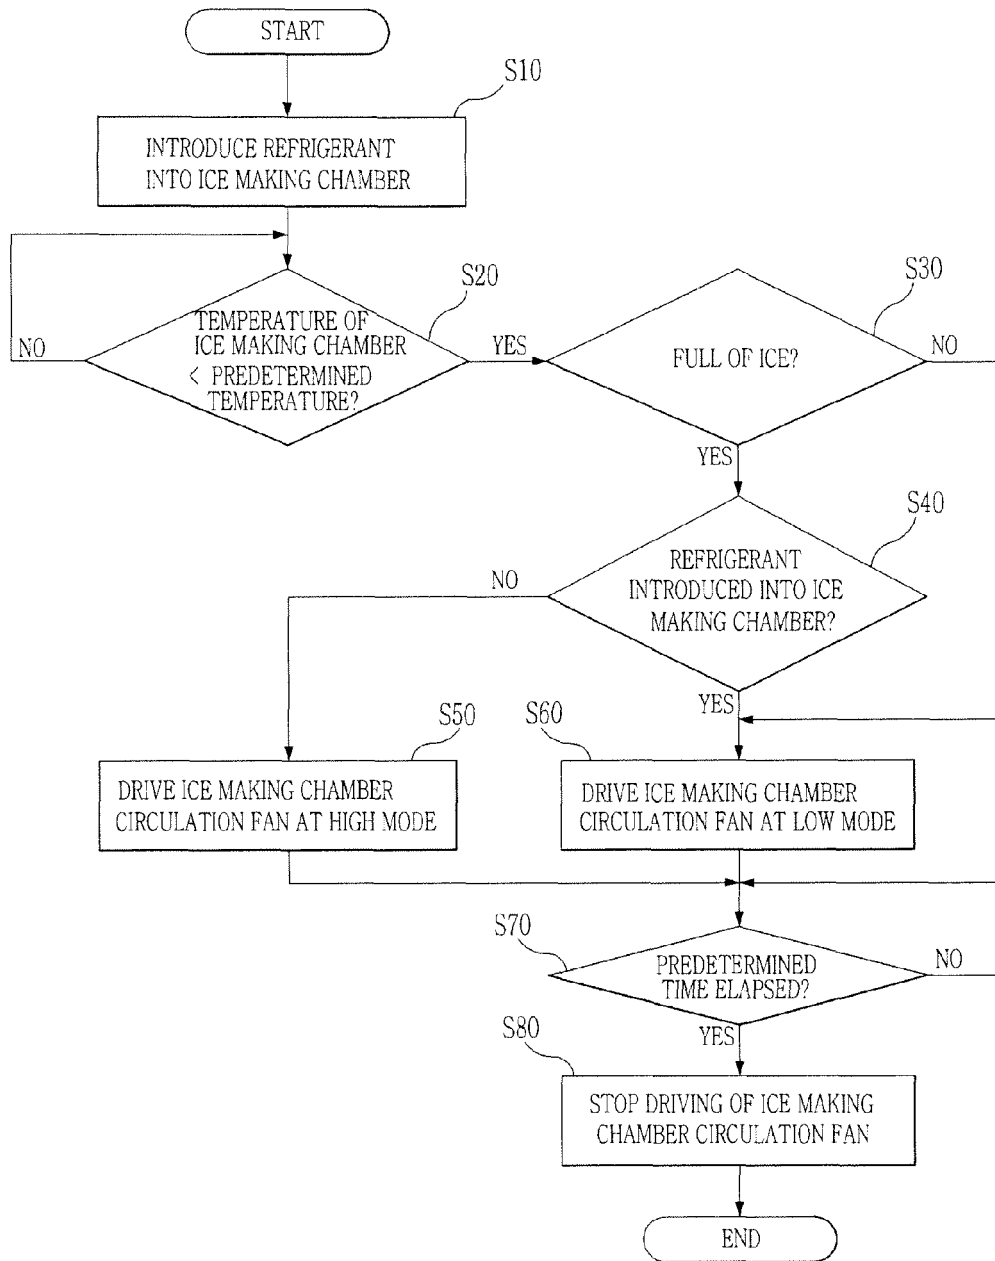 START
S10
INTRODUCE REFRIGERANT
INTO ICE MAKING CHAMBER
S20
TEMPERATURE OF
ICE MAKING CHAMBER
< PREDETERMINED
TEMPERATURE?
NO
YES
S30
FULL OF ICE?
NO
YES
S40
REFRIGERANT
INTRODUCED INTO ICE
MAKING CHAMBER?
NO
YES
S50
DRIVE ICE MAKING CHAMBER
CIRCULATION FAN AT HIGH MODE
S60
DRIVE ICE MAKING CHAMBER
CIRCULATION FAN AT LOW MODE
S70
PREDETERMINED
TIME ELAPSED?
NO
YES
S80
STOP DRIVING OF ICE MAKING
CHAMBER CIRCULATION FAN
END